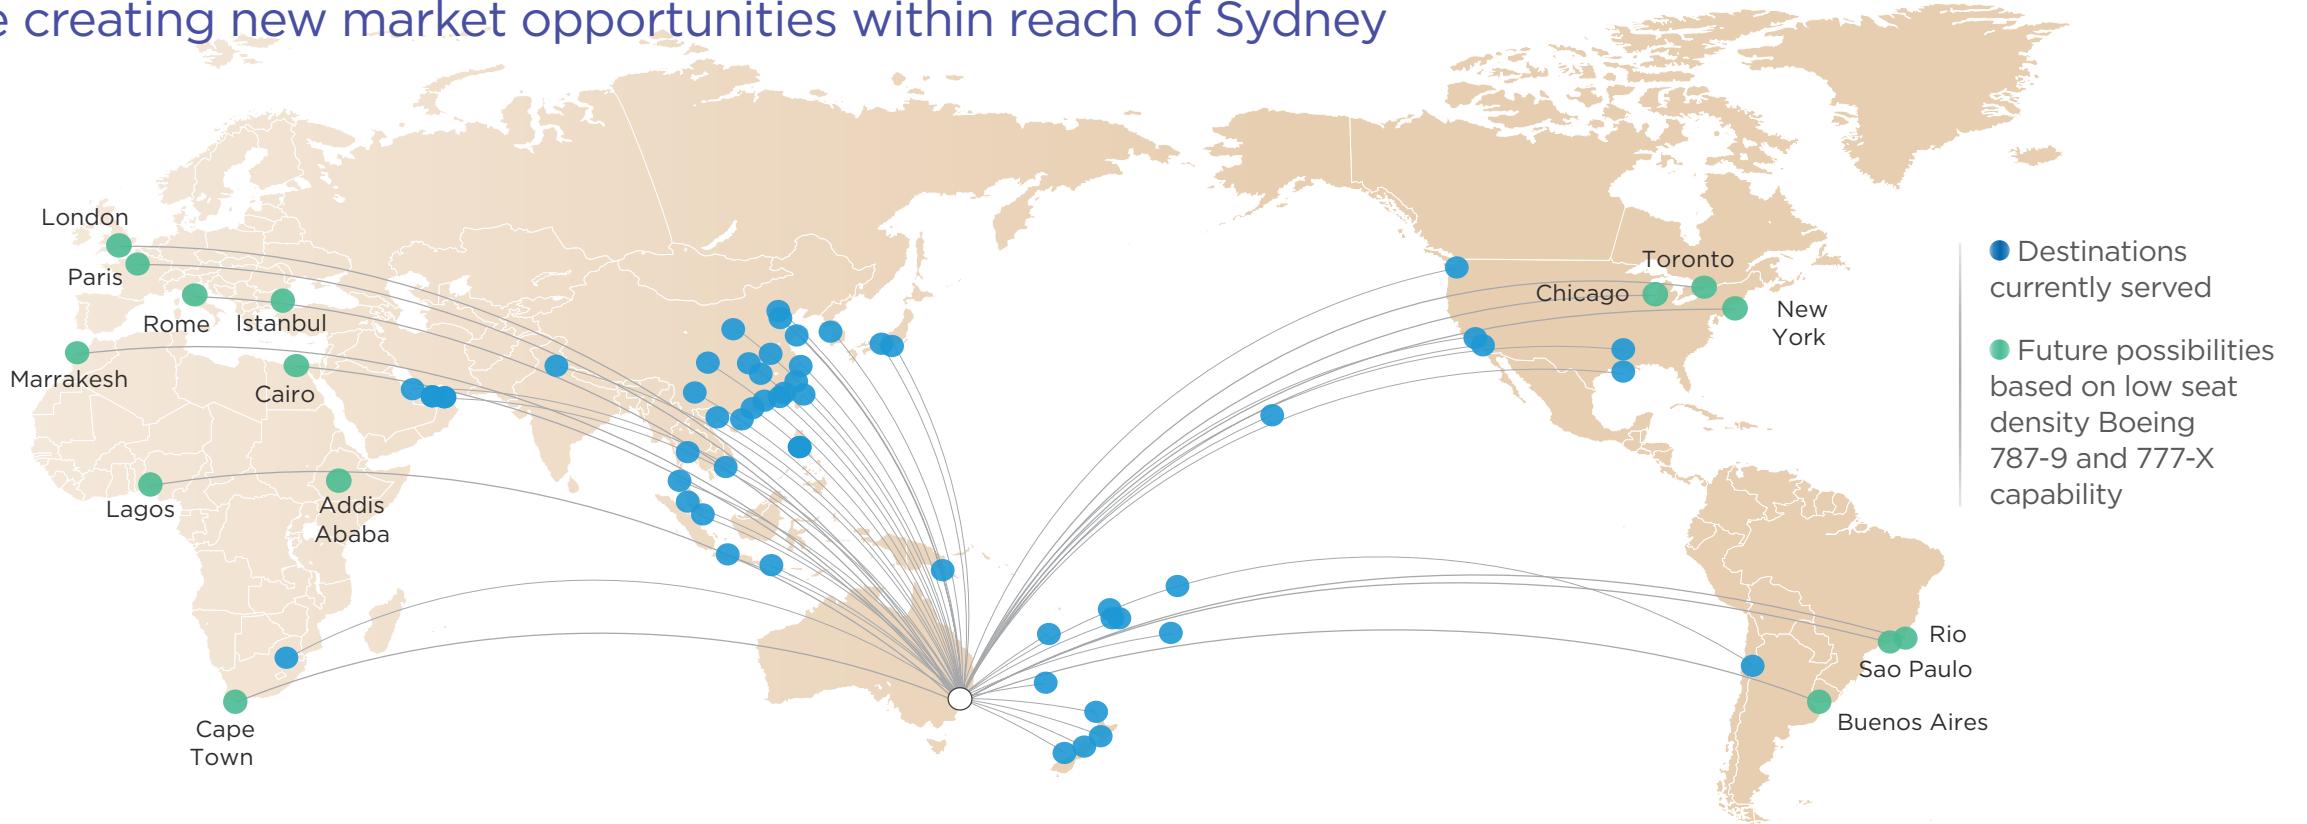 creating new market opportunities within reach of Sydney
London
Paris
Rome
Istanbul
Marrakesh
Cairo
Lagos
Addis
Ababa
Cape
Town
Toronto
Chicago
New
York
Rio
Sao Paulo
Buenos Aires
Destinations
currently served
Future possibilities
based on low seat
density Boeing
787-9 and 777-X
capability